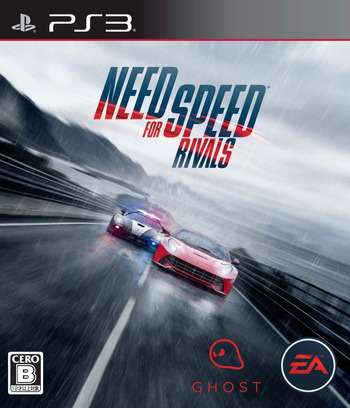 PS3
NEED
FOR SPEED
RIVALS
CERO
B
GHOST
EA